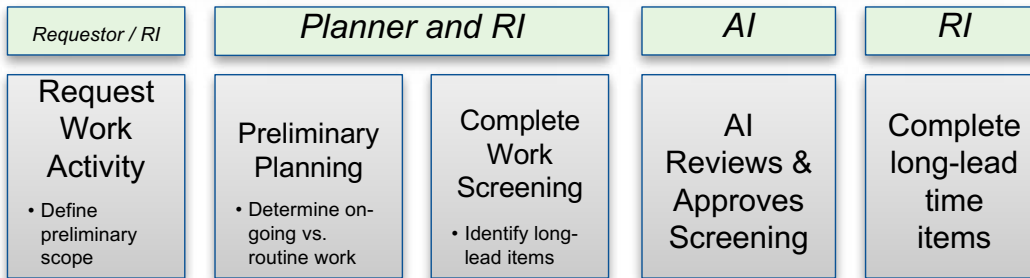 Requestor / RI
Planner and RI
AI
RI
Request
Work
Activity
• Define
preliminary
scope
Preliminary
Planning
• Determine on-
going vs.
routine work
Complete
Work
Screening
• Identify long-
lead items
AI
Reviews &
Approves
Screening
Complete
long-lead
time
items